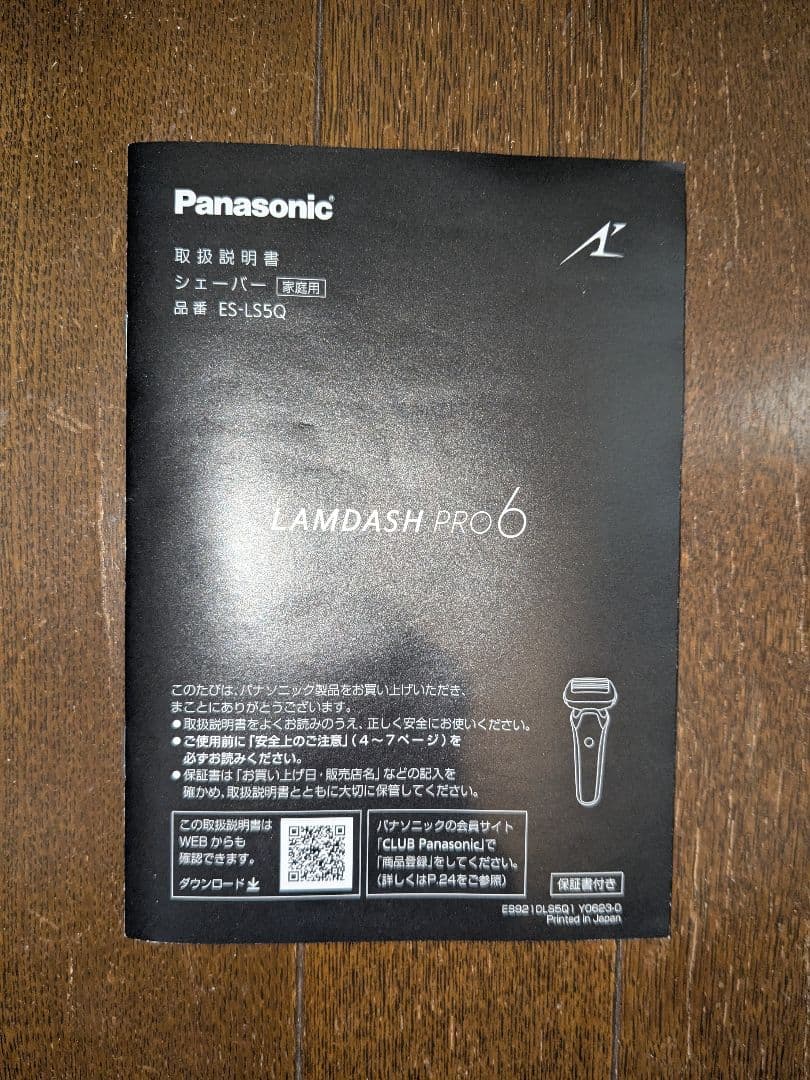 Panasonic
取扱説明書
シェーバー 家庭用
品番 ES-LS5Q
LAMDASH PRO 6
このたびは、パナソニック製品をお買い上げいただき、
まことにありがとうございます。
●取扱説明書をよくお読みのうえ、正しく安全にお使いください。
●ご使用前に「安全上のご注意」(4〜7ページ)を
必ずお読みください。
●保証書は「お買い上げ日・販売店名」などの記入を
確かめ、取扱説明書とともに大切に保管してください。
この取扱説明書は
WEBからも
確認できます。
ダウンロード
パナソニックの会員サイト
「CLUB Panasonic」で
「商品登録」をしてください。
(詳しくはP.24をご参照)
保証書付き
ES9210LS5Q1 Y0623-0
Printed in Japan